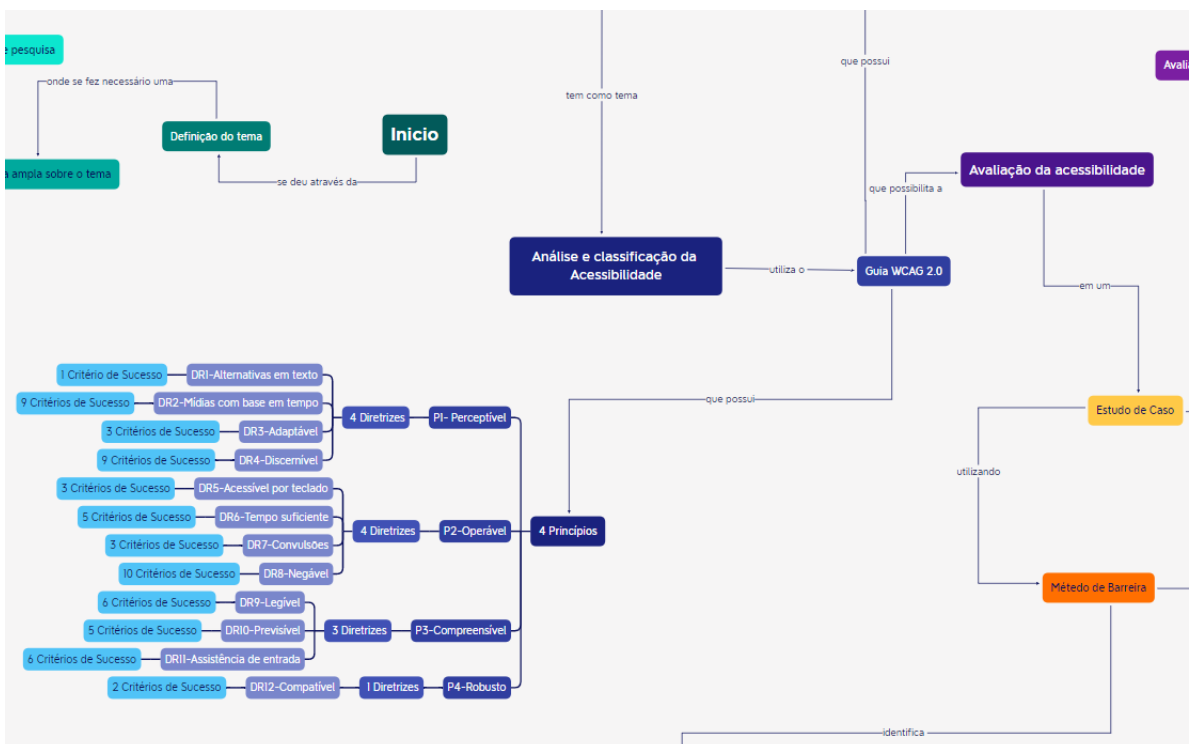 e pesquisa
onde se fez necessário uma
Definição do tema
Inicio
a ampla sobre o tema
se deu através da
tem como tema
que possui
Avalia
Avaliação da acessibilidade
que possibilita a
Análise e classificação da
Acessibilidade
utiliza o
Guia WCAG 2.0
em um
que possui
Estudo de Caso
utilizando
Métedo de Barreira
identifica
4 Princípios
P1- Perceptível
4 Diretrizes
DR1-Alternativas em texto
1 Critério de Sucesso
DR2-Mídias com base em tempo
9 Critérios de Sucesso
DR3-Adaptável
3 Critérios de Sucesso
DR4-Discernível
9 Critérios de Sucesso
P2-Operável
4 Diretrizes
DR5-Acessível por teclado
3 Critérios de Sucesso
DR6-Tempo suficiente
5 Critérios de Sucesso
DR7-Convulsões
3 Critérios de Sucesso
DR8-Negável
10 Critérios de Sucesso
P3-Compreensível
3 Diretrizes
DR9-Legível
6 Critérios de Sucesso
DR10-Previsível
5 Critérios de Sucesso
DR11-Assistência de entrada
6 Critérios de Sucesso
P4-Robusto
1 Diretrizes
DR12-Compatível
2 Critérios de Sucesso